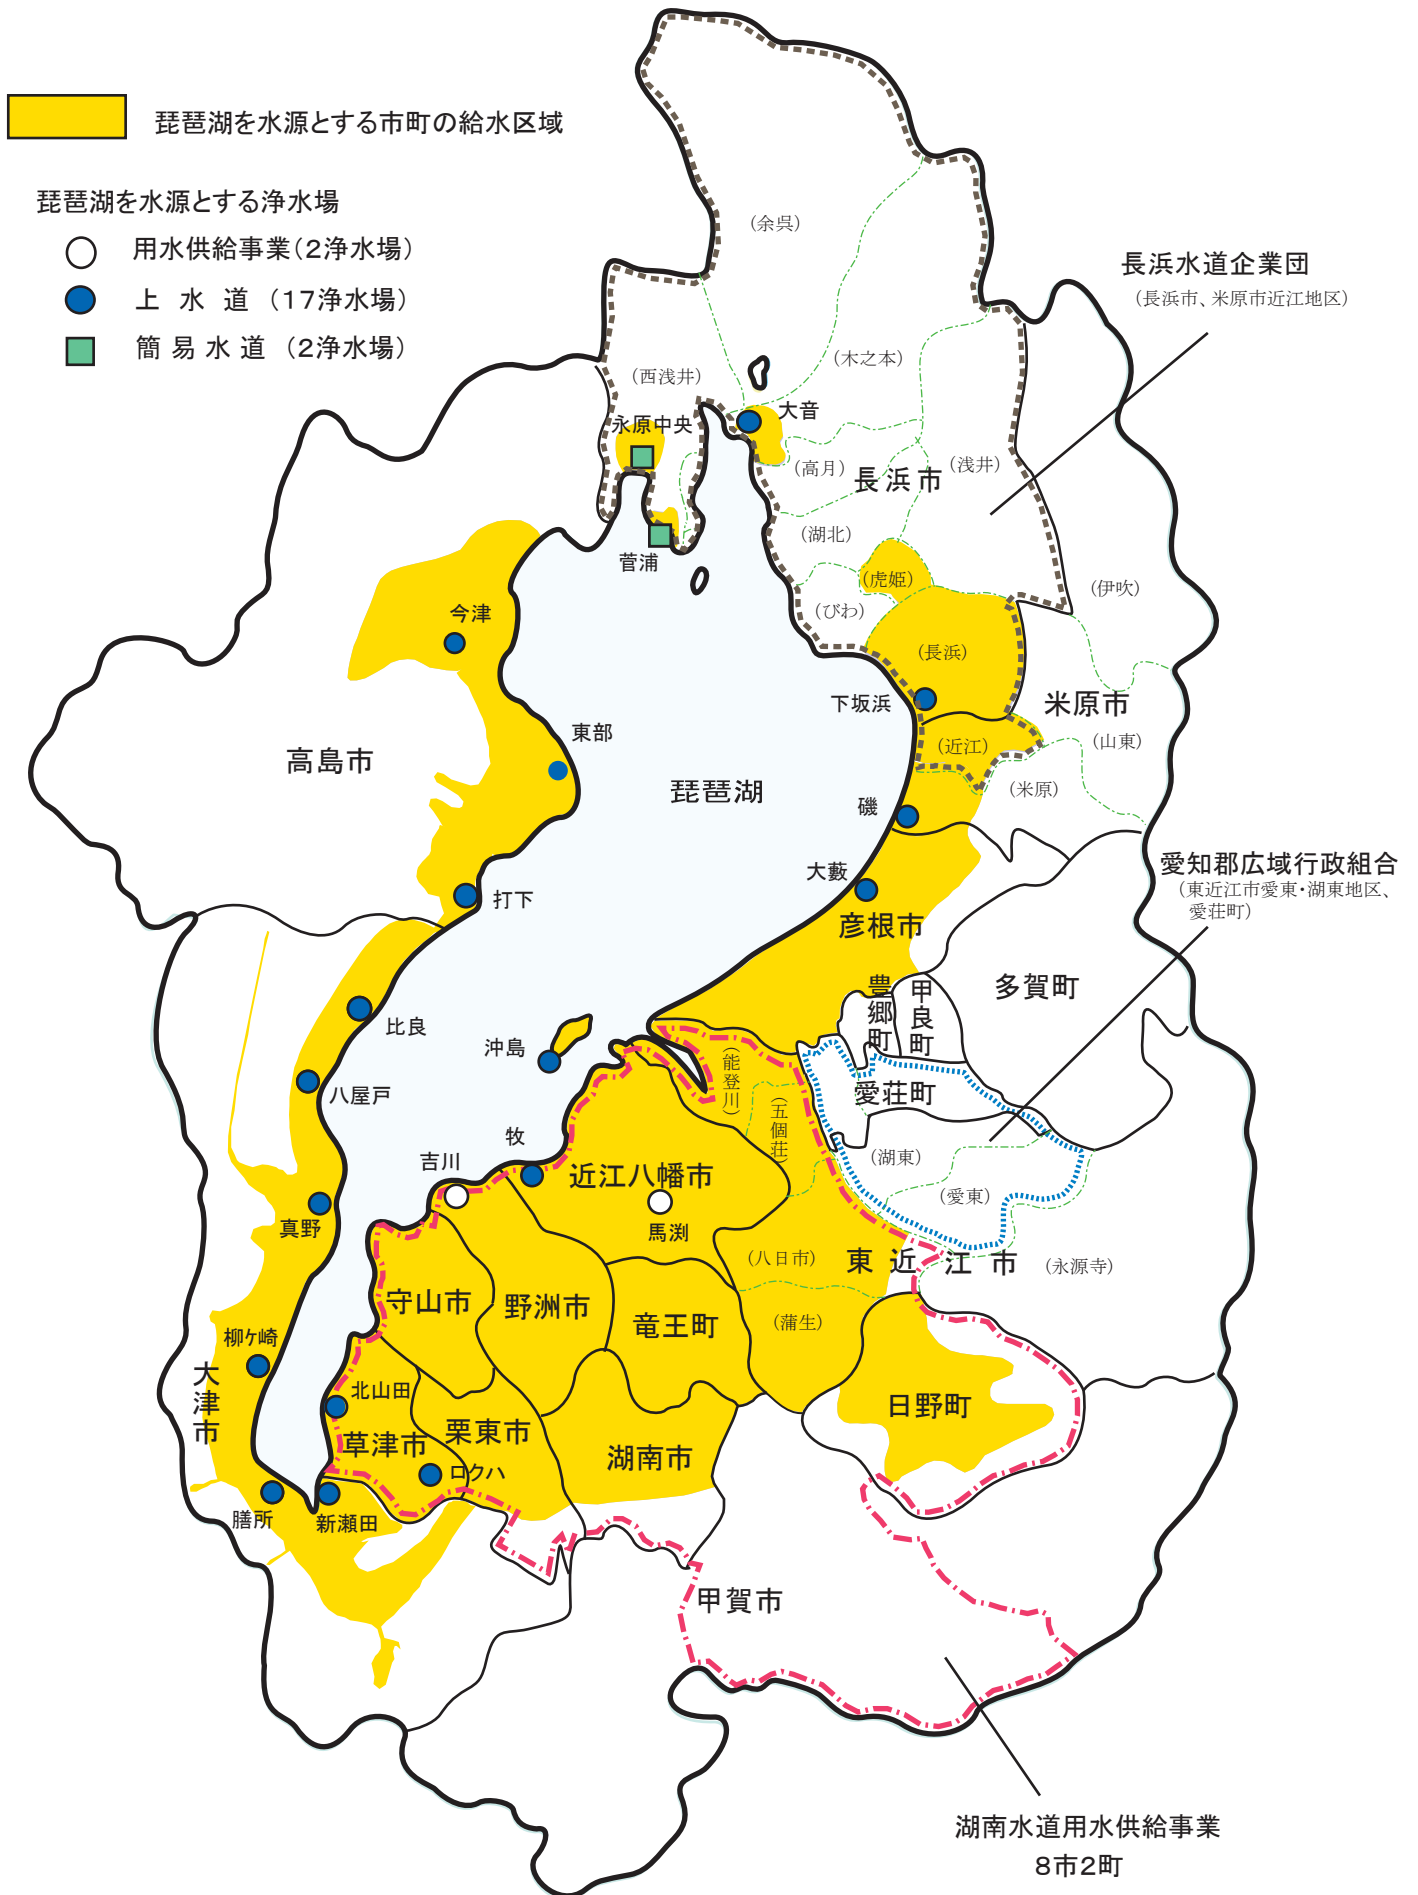 琵琶湖を水源とする市町の給水区域
琵琶湖を水源とする浄水場
用水供給事業(2浄水場)
上水道 (17浄水場)
簡易水道 (2浄水場)
(余呉)
長浜水道企業団
(長浜市、米原市近江地区)
(木之本)
(西浅井)
大音
永原中央
(高月)
(浅井)
長浜市
(湖北)
菅浦
(虎姫)
(伊吹)
(びわ)
今津
(長浜)
下坂浜
米原市
東部
(近江)
(山東)
高島市
琵琶湖
(米原)
磯
愛知郡広域行政組合
(東近江市愛東・湖東地区、
愛荘町)
大藪
打下
彦根市
豊郷町
甲良町
多賀町
比良
沖島
(能登川)
八屋戸
愛荘町
(五個荘)
牧
(湖東)
吉川
近江八幡市
(愛東)
真野
馬渕
(八日市)
東近江市
(永源寺)
守山市
野洲市
竜王町
(蒲生)
柳ケ崎
大津市
北山田
日野町
草津市
栗東市
湖南市
ロクハ
膳所
新瀬田
甲賀市
湖南水道用水供給事業
8市2町